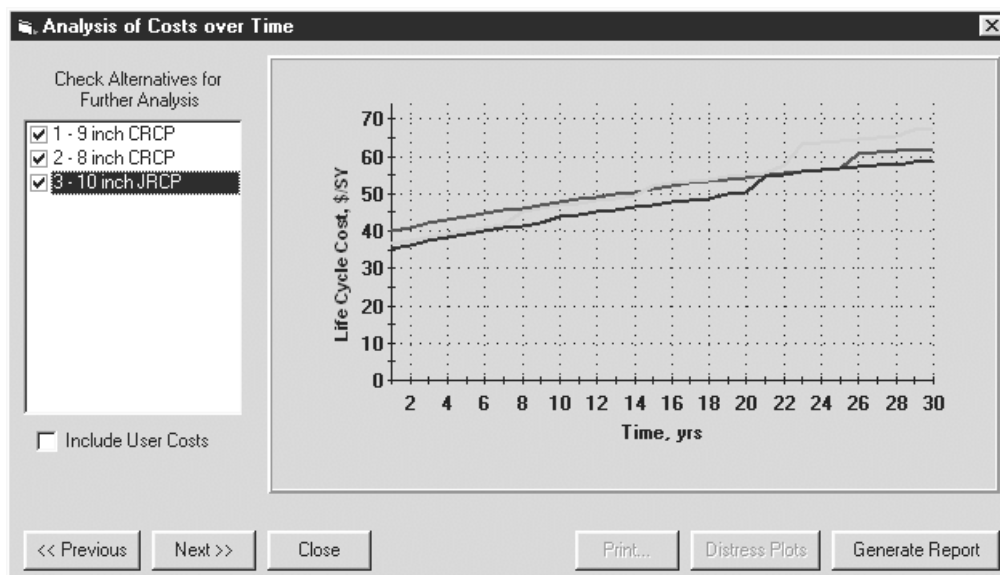 Analysis of Costs over Time
Check Alternatives for
Further Analysis
1 - 9 inch CRCP
2 - 8 inch CRCP
3 - 10 inch JRCP
Include User Costs
Life Cycle Cost, $/SY
70
60
50
40
30
20
10
0
2 4 6 8 10 12 14 16 18 20 22 24 26 28 30
Time, yrs
<< Previous
Next >>
Close
Print...
Distress Plots
Generate Report